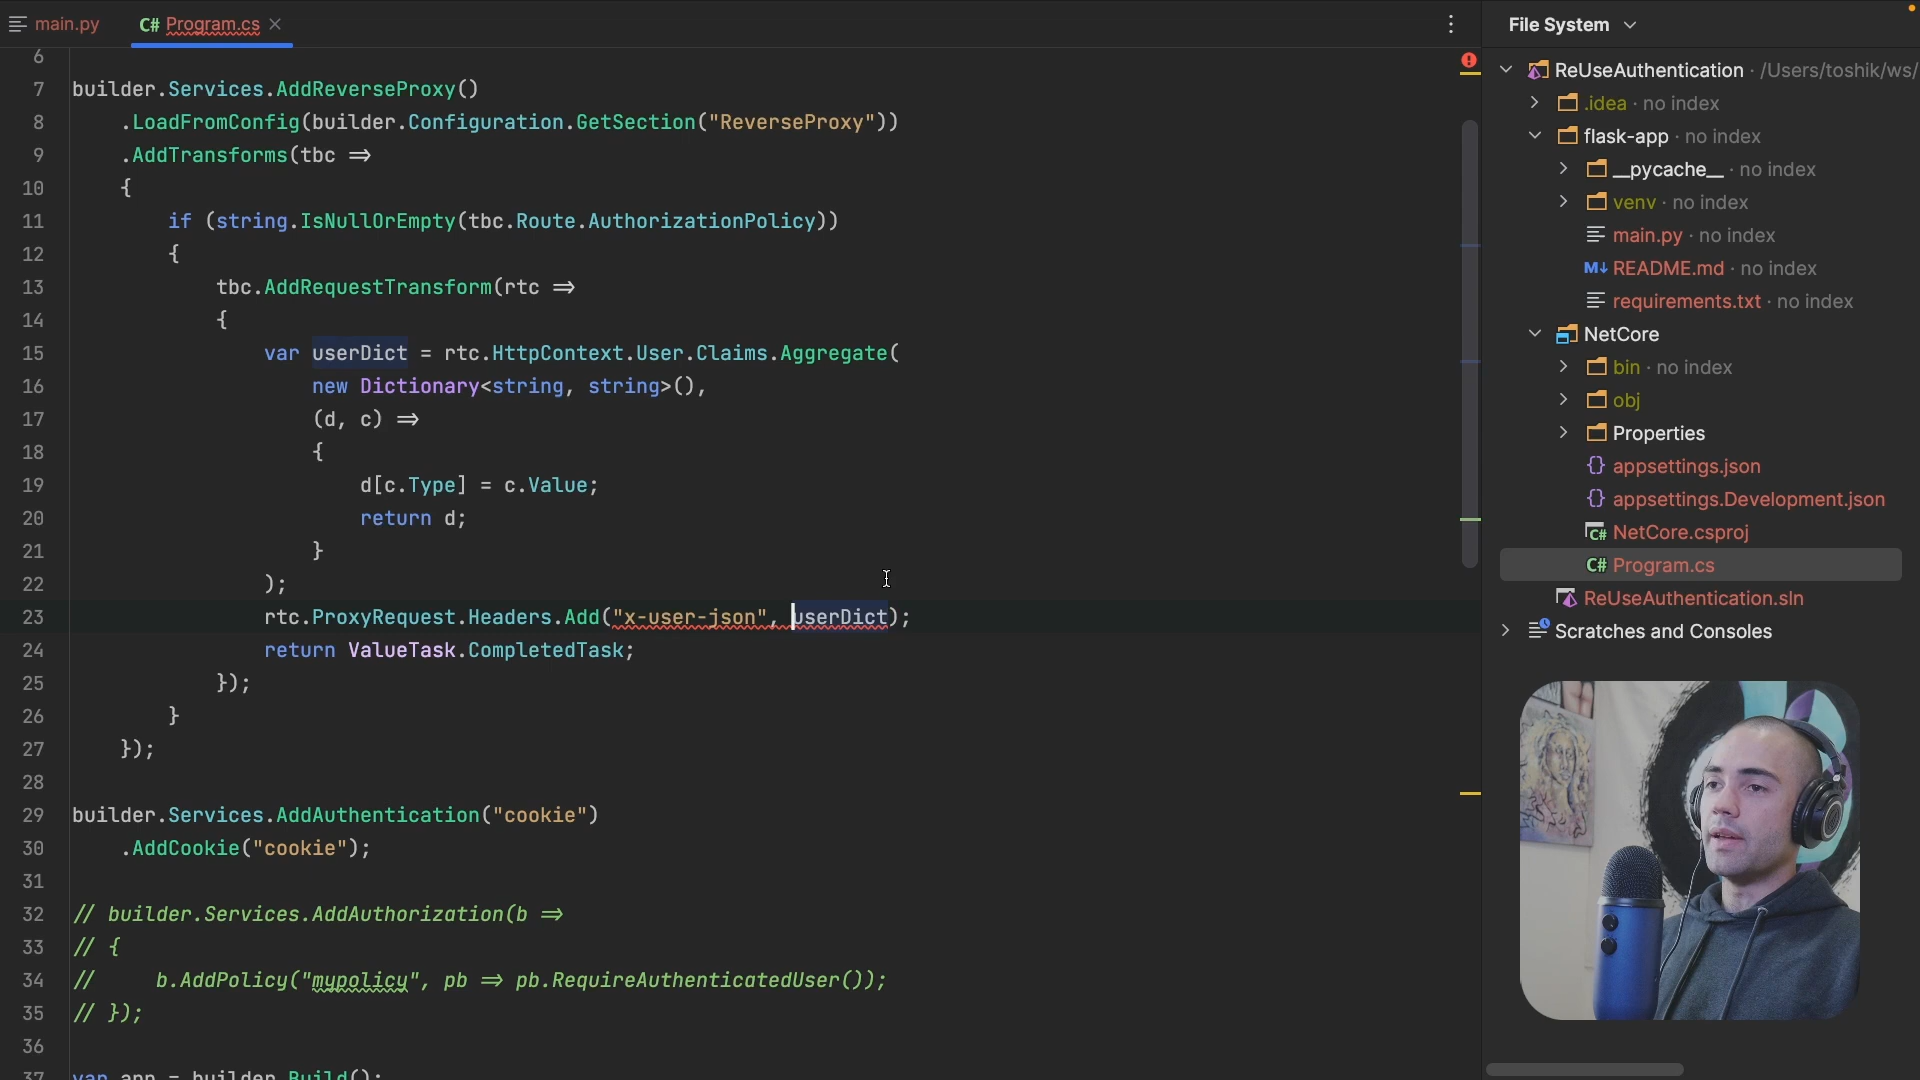 main.py
C# Program.cs
File System
6
7 builder.Services.AddReverseProxy()
8 .LoadFromConfig(builder.Configuration.GetSection("ReverseProxy"))
9 .AddTransforms(tbc =>
10 {
11 if (string.IsNullOrEmpty(tbc.Route.AuthorizationPolicy))
12 {
13 tbc.AddRequestTransform(rtc =>
14 {
15 var userDict = rtc.HttpContext.User.Claims.Aggregate(
16 new Dictionary<string, string>(),
17 (d, c) =>
18 {
19 d[c.Type] = c.Value;
20 return d;
21 }
22 );
23 rtc.ProxyRequest.Headers.Add("x-user-json", userDict);
24 return ValueTask.CompletedTask;
25 });
26 }
27 });
28
29 builder.Services.AddAuthentication("cookie")
30 .AddCookie("cookie");
31
32 // builder.Services.AddAuthorization(b =>
33 // {
34 // b.AddPolicy("mypolicy", pb => pb.RequireAuthenticatedUser());
35 // });
36
37 var app = builder.Build();
ReUseAuthentication · /Users/toshik/ws/
.idea · no index
flask-app · no index
__pycache__ · no index
venv · no index
main.py · no index
M↓ README.md · no index
requirements.txt · no index
NetCore
bin · no index
obj
Properties
{} appsettings.json
{} appsettings.Development.json
C# NetCore.csproj
C# Program.cs
ReUseAuthentication.sln
Scratches and Consoles